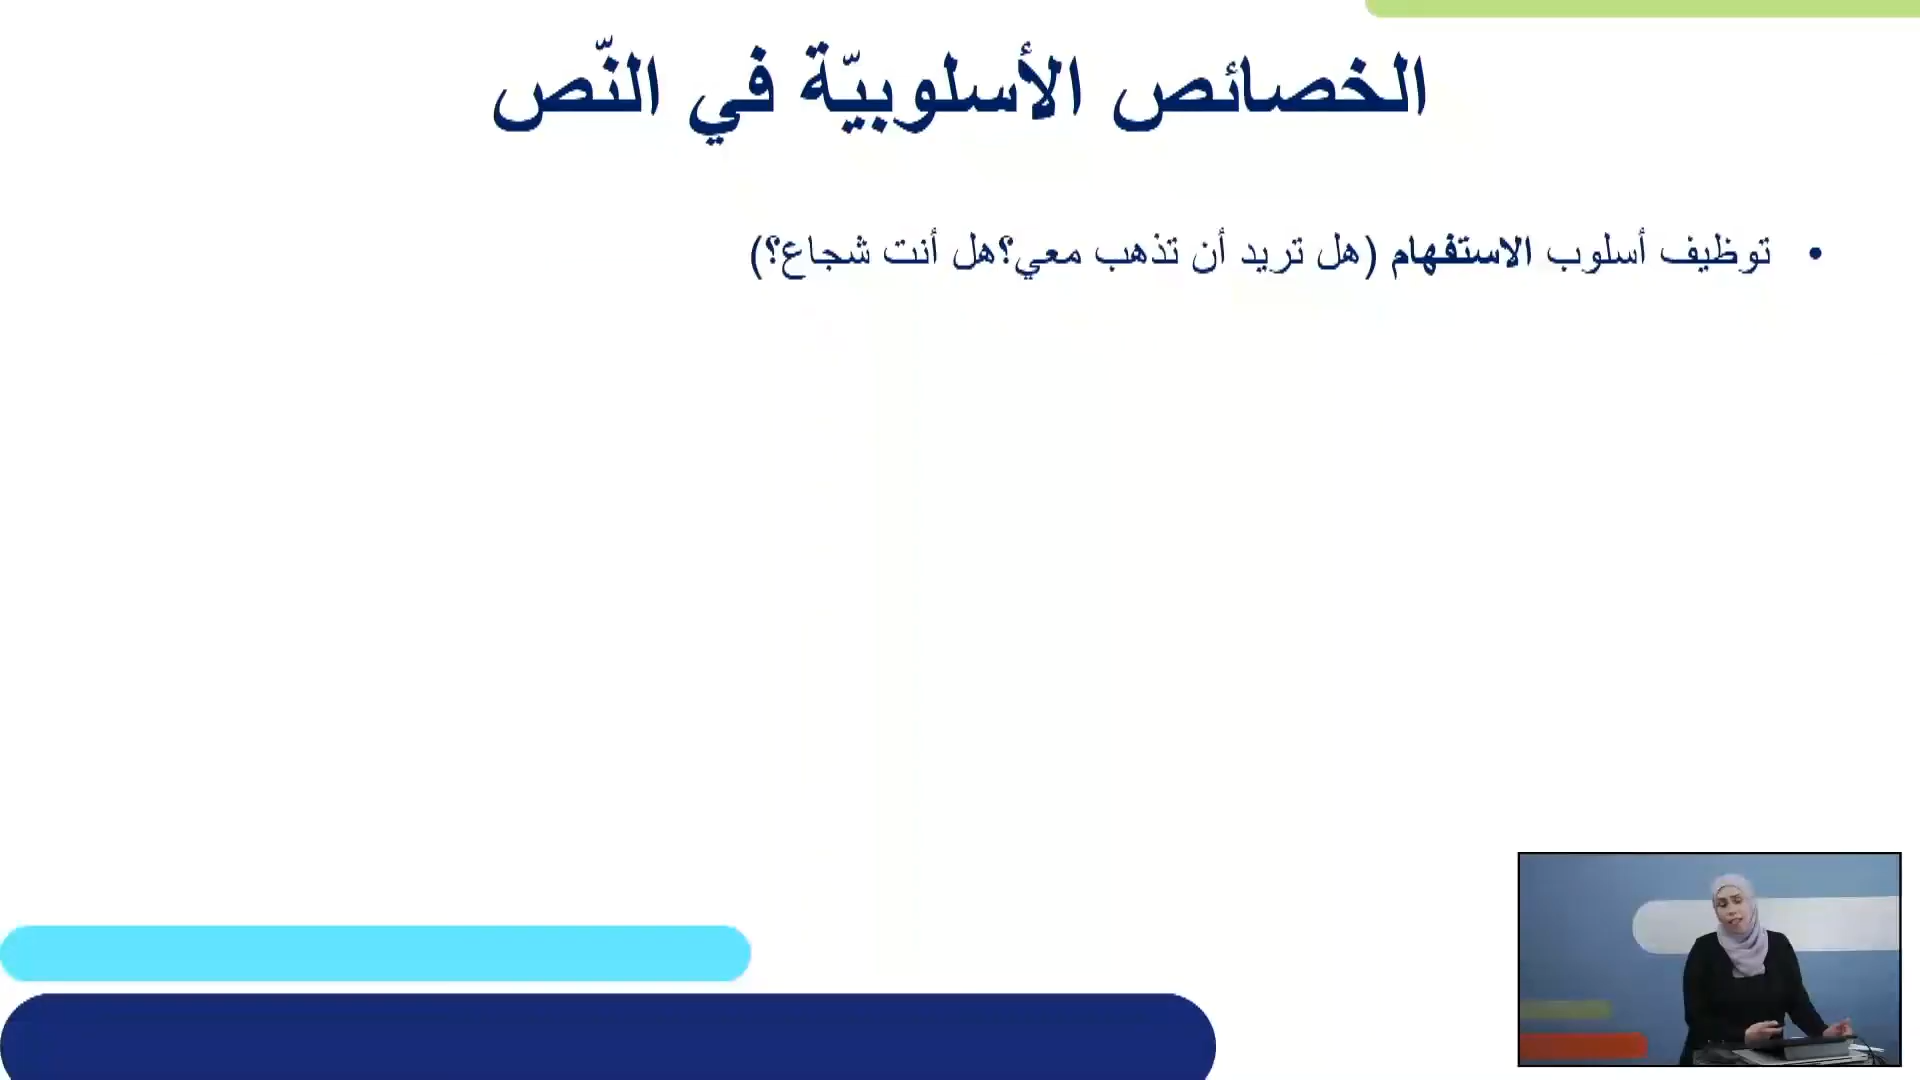 الخصائص الأسلوبيّة في النّص
• توظيف أسلوب الاستفهام (هل تريد أن تذهب معي؟هل أنت شجاع؟)